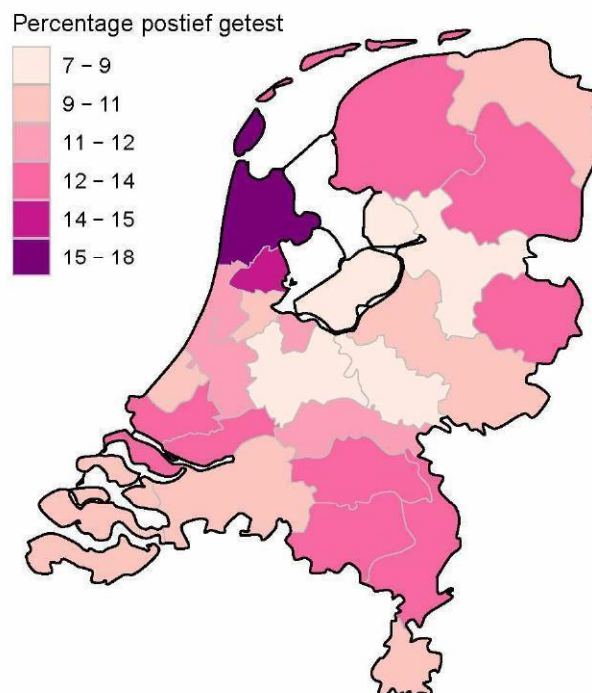 Percentage postief getest
7 – 9
9 – 11
11 – 12
12 – 14
14 – 15
15 – 18